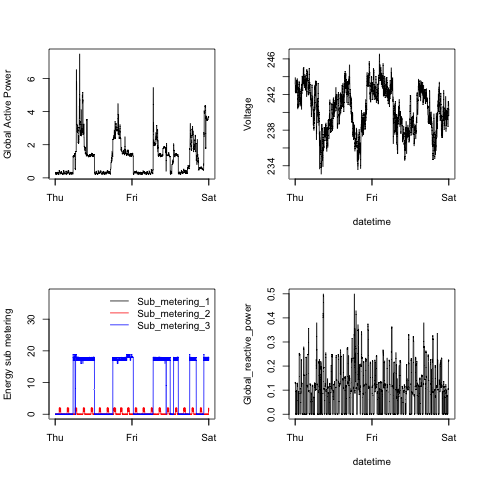 Global Active Power
0 2 4 6
Thu Fri Sat
Voltage
234 238 242 246
Thu Fri Sat
datetime
Energy sub metering
0 10 20 30
Sub_metering_1
Sub_metering_2
Sub_metering_3
Thu Fri Sat
Global_reactive_power
0.0 0.1 0.2 0.3 0.4 0.5
Thu Fri Sat
datetime